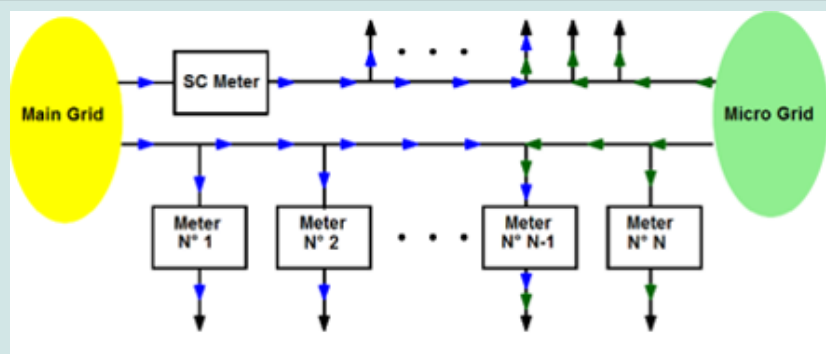 SC Meter
Main Grid
Micro Grid
Meter
N° 1
Meter
N° 2
Meter
N° N-1
Meter
N° N